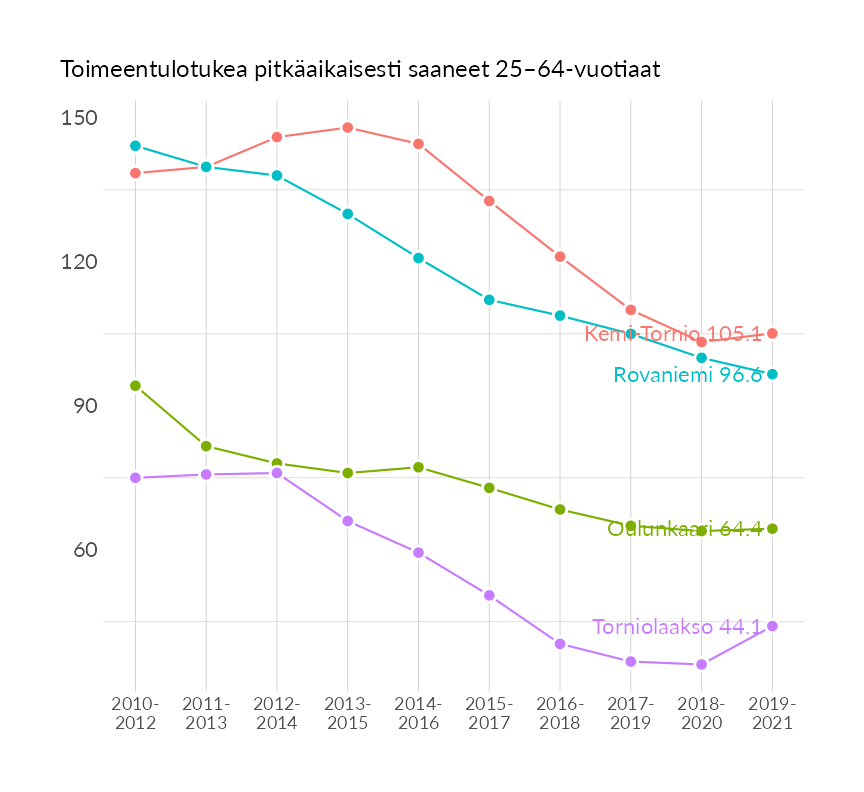 Toimeentulotukea pitkäaikaisesti saaneet 25–64-vuotiaat
150
120
90
60
Kemi-Tornio 105.1
Rovaniemi 96.6
Oulunkaari 64.4
Torniolaakso 44.1
2010-2012
2011-2013
2012-2014
2013-2015
2014-2016
2015-2017
2016-2018
2017-2019
2018-2020
2019-2021